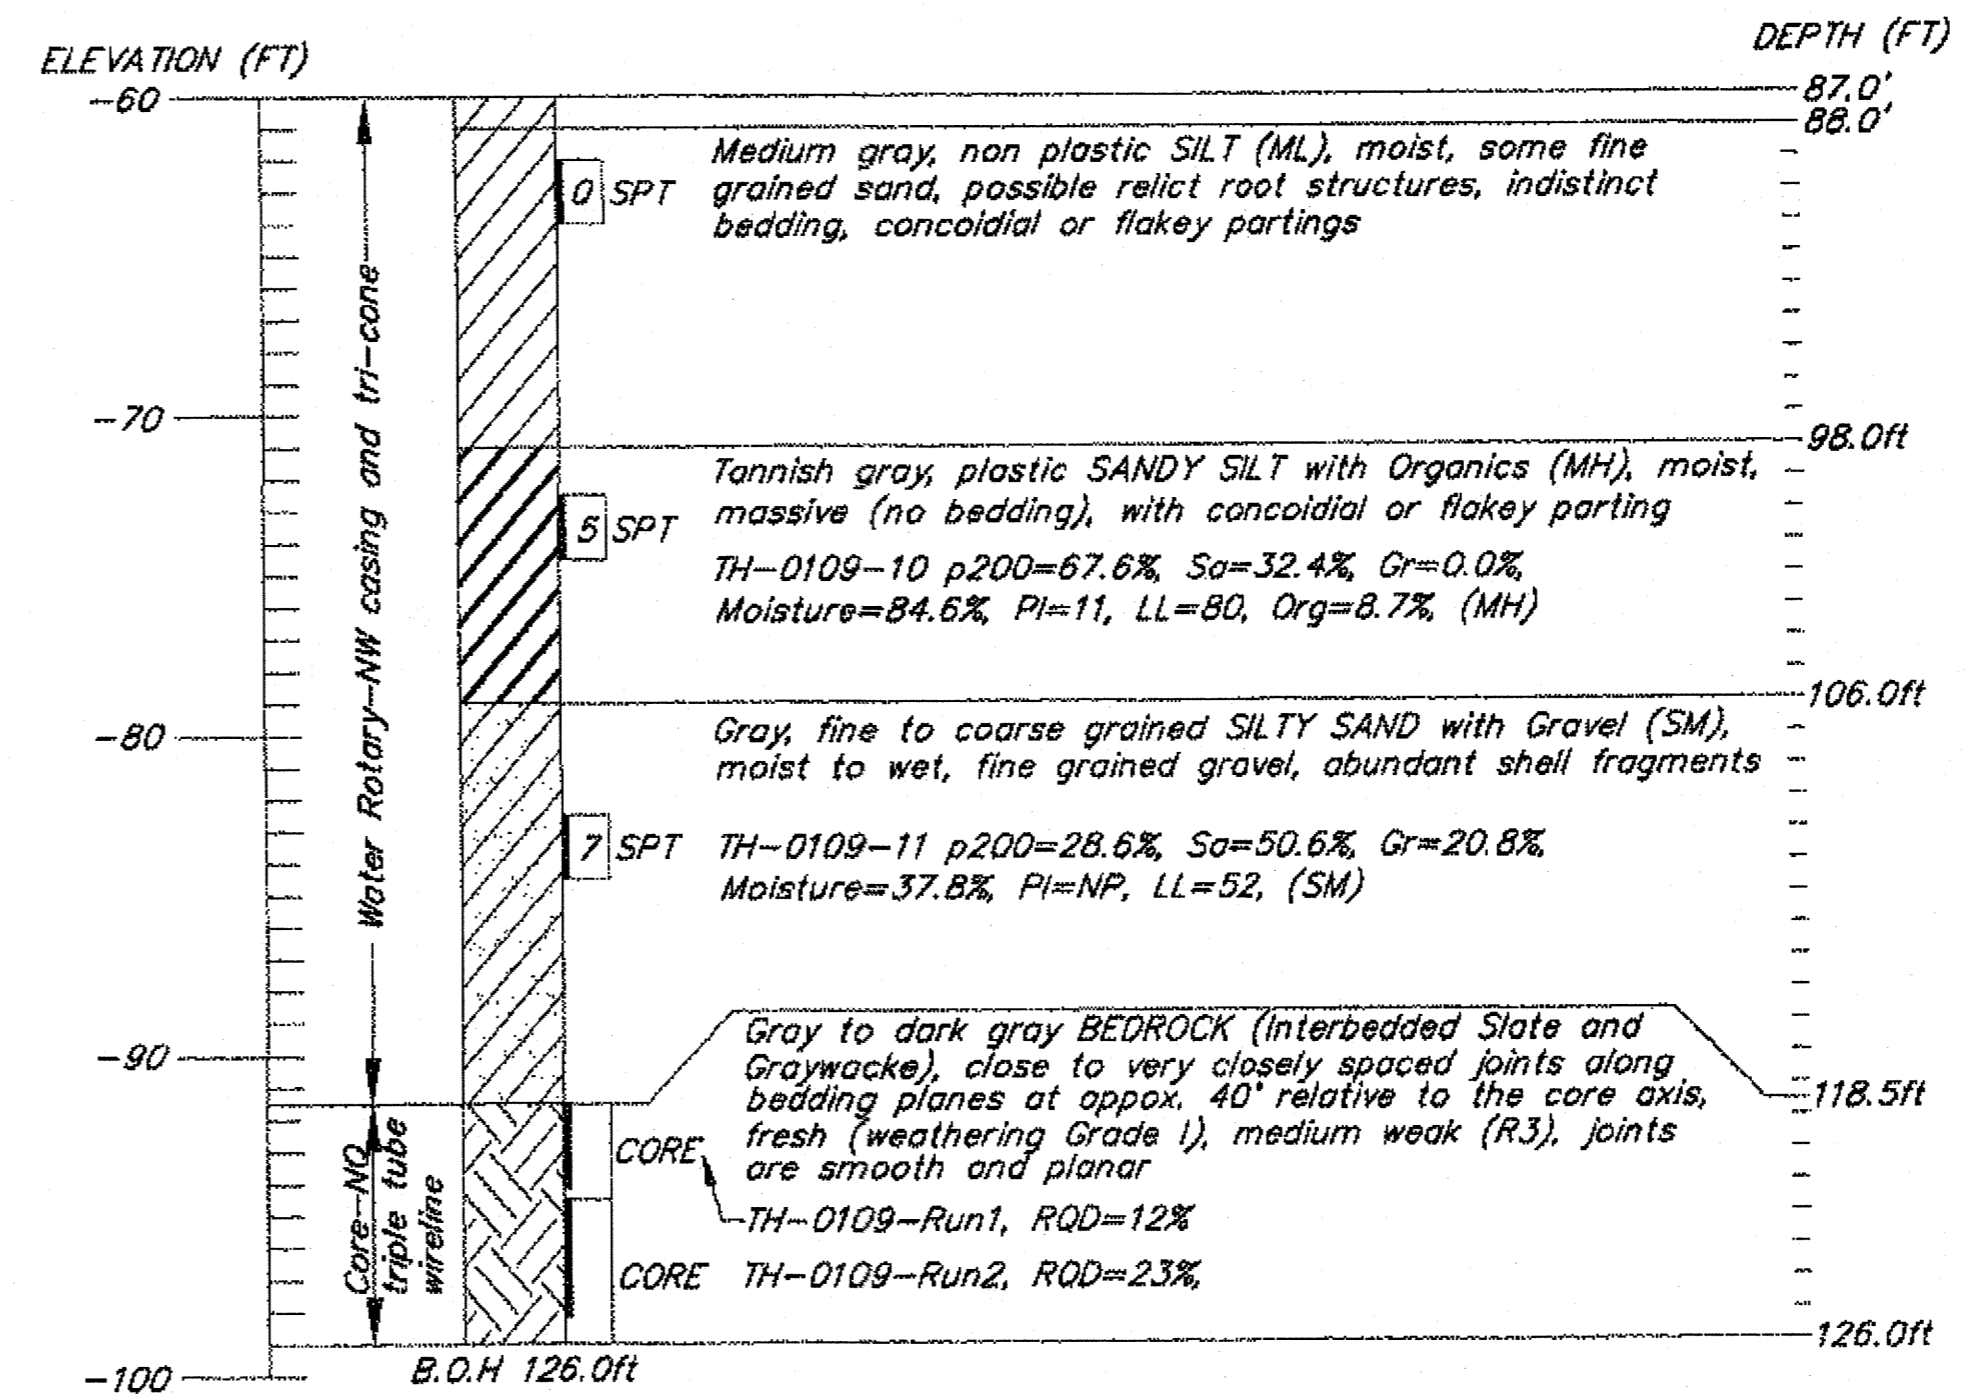 ELEVATION (FT)
DEPTH (FT)
-60
87.0'
88.0'
Medium gray, non plastic SILT (ML), moist, some fine
grained sand, possible relict root structures, indistinct
bedding, concoidial or flakey partings
0 SPT
Water Rotary-NW casing and tri-cone
-70
98.0ft
Tannish gray, plastic SANDY SILT with Organics (MH), moist,
massive (no bedding), with concoidial or flakey parting
5 SPT
TH-0109-10 p200=67.6%, Sa=32.4%, Gr=0.0%,
Moisture=84.6%, PI=11, LL=80, Org=8.7%, (MH)
106.0ft
-80
Gray, fine to coarse grained SILTY SAND with Gravel (SM),
moist to wet, fine grained gravel, abundant shell fragments
7 SPT
TH-0109-11 p200=28.6%, Sa=50.6%, Gr=20.8%,
Moisture=37.8%, PI=NP, LL=52, (SM)
-90
Gray to dark gray BEDROCK (Interbedded Slate and
Graywacke), close to very closely spaced joints along
bedding planes at appox. 40° relative to the core axis,
fresh (weathering Grade I), medium weak (R3), joints
are smooth and planar
118.5ft
Core-NQ
triple tube
wireline
CORE
TH-0109-Run1, RQD=12%
CORE
TH-0109-Run2, RQD=23%,
126.0ft
B.O.H 126.0ft
-100